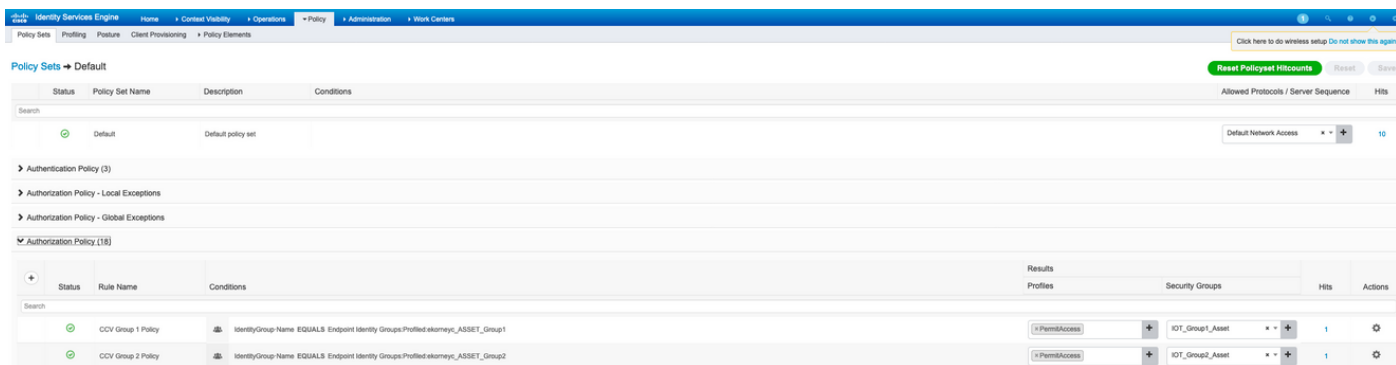 cisco Identity Services Engine Home Context Visibility Operations Policy Administration Work Centers 1
Policy Sets Profiling Posture Client Provisioning Policy Elements
Click here to do wireless setup Do not show this again
Policy Sets → Default
Reset Policyset Hitcounts Reset Save
Status Policy Set Name Description Conditions Allowed Protocols / Server Sequence Hits
Search
Default Default policy set Default Network Access × + 10
Authentication Policy (3)
Authorization Policy - Local Exceptions
Authorization Policy - Global Exceptions
Authorization Policy (18)
Results
+ Status Rule Name Conditions Profiles Security Groups Hits Actions
Search
CCV Group 1 Policy IdentityGroup·Name EQUALS Endpoint Identity Groups:Profiled:ekorneyc_ASSET_Group1 ×PermitAccess + IOT_Group1_Asset × + 1
CCV Group 2 Policy IdentityGroup·Name EQUALS Endpoint Identity Groups:Profiled:ekorneyc_ASSET_Group2 ×PermitAccess + IOT_Group2_Asset × + 1